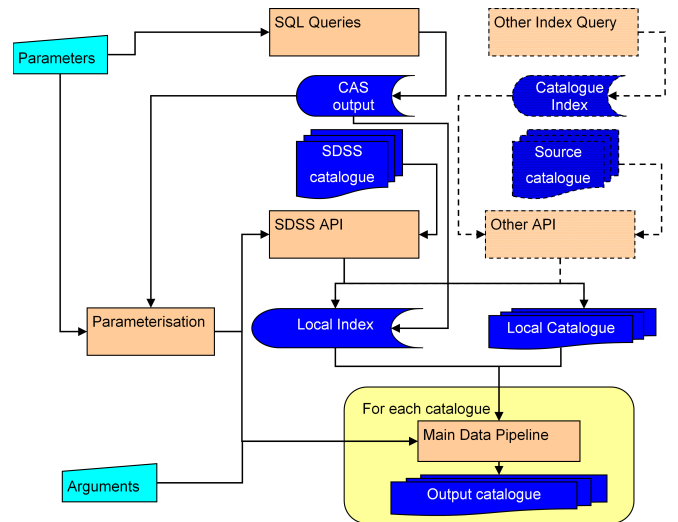 SQL Queries
Other Index Query
Parameters
CAS
output
Catalogue
Index
SDSS
catalogue
Source
catalogue
SDSS API
Other API
Parameterisation
Local Index
Local Catalogue
For each catalogue
Main Data Pipeline
Arguments
Output catalogue